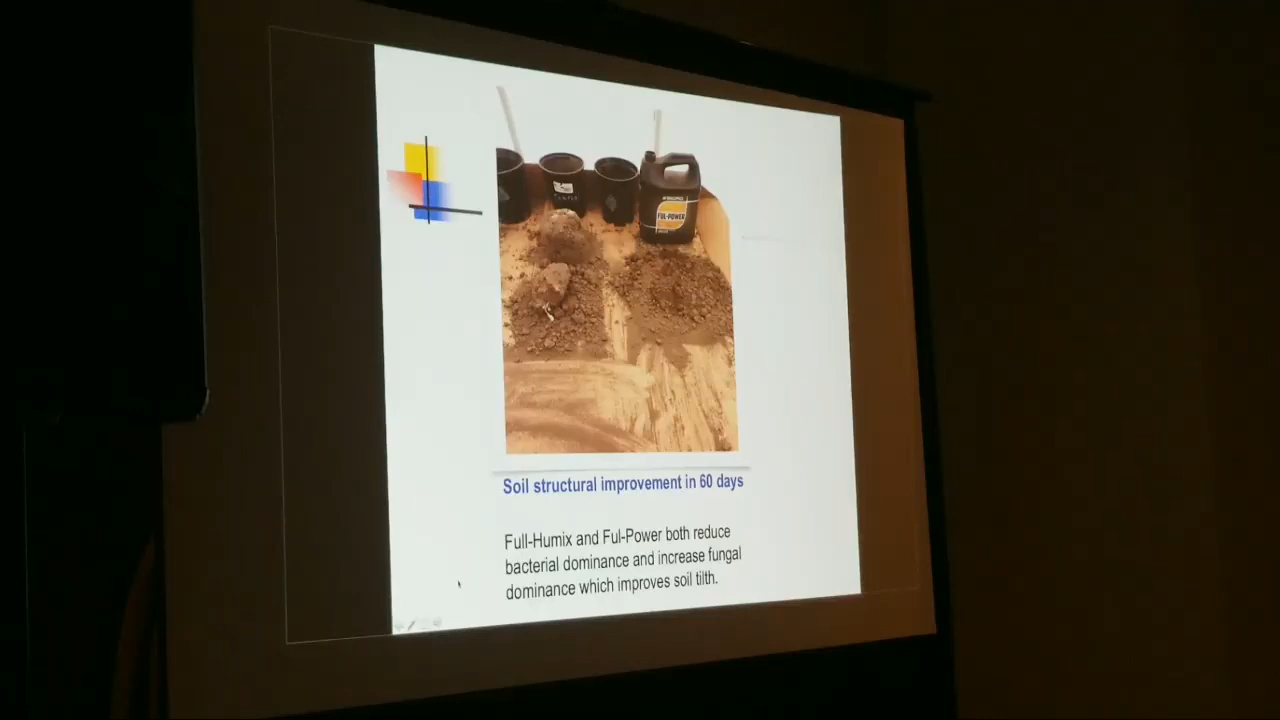 FUL-POWER
Soil structural improvement in 60 days
Full-Humix and Ful-Power both reduce
bacterial dominance and increase fungal
dominance which improves soil tilth.